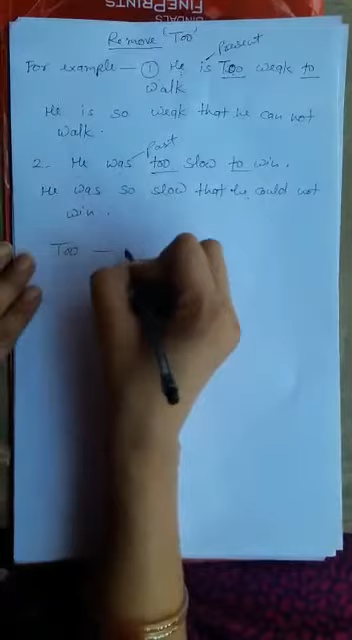 FINEPRINTS
BINDALS
Remove 'Too'
Present
For example — ① He is Too weak to
walk
He is so weak that he can not
walk.
Past
2. He was too slow to win.
He was so slow that he could not
win.
Too —